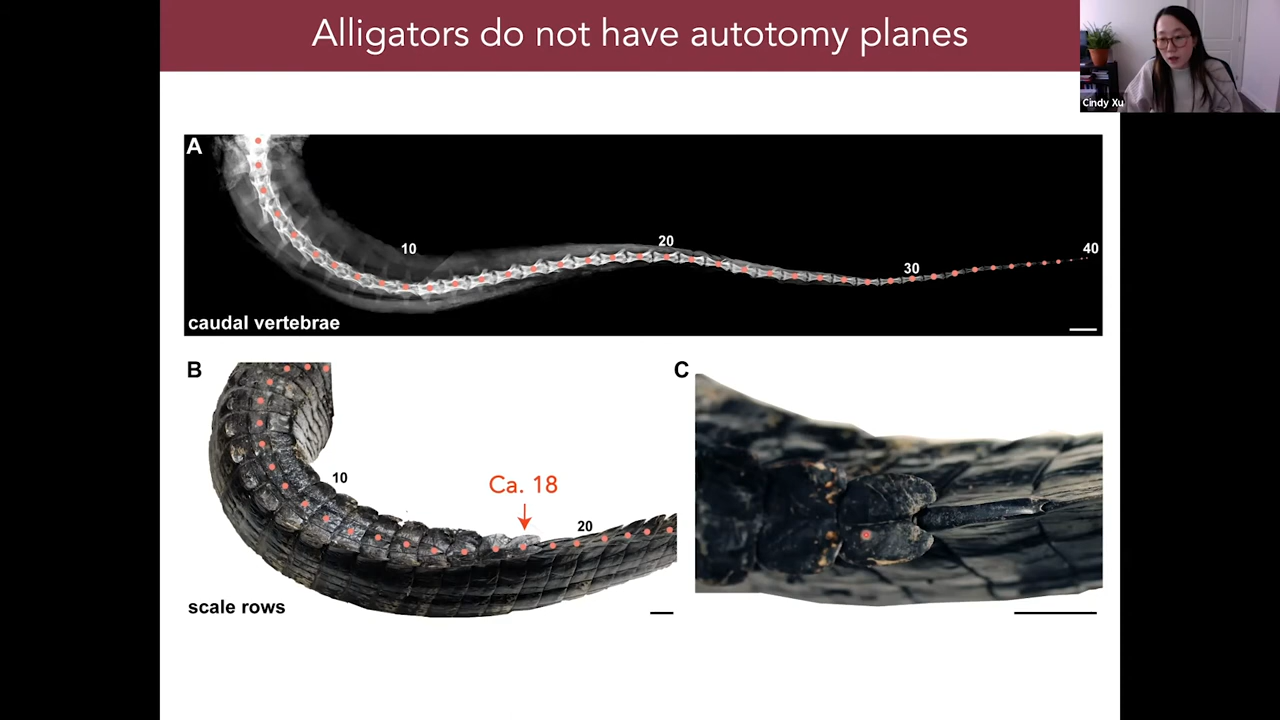 Alligators do not have autotomy planes
Cindy Xu
A
10
20
30
40
caudal vertebrae
B
10
Ca. 18
20
scale rows
C